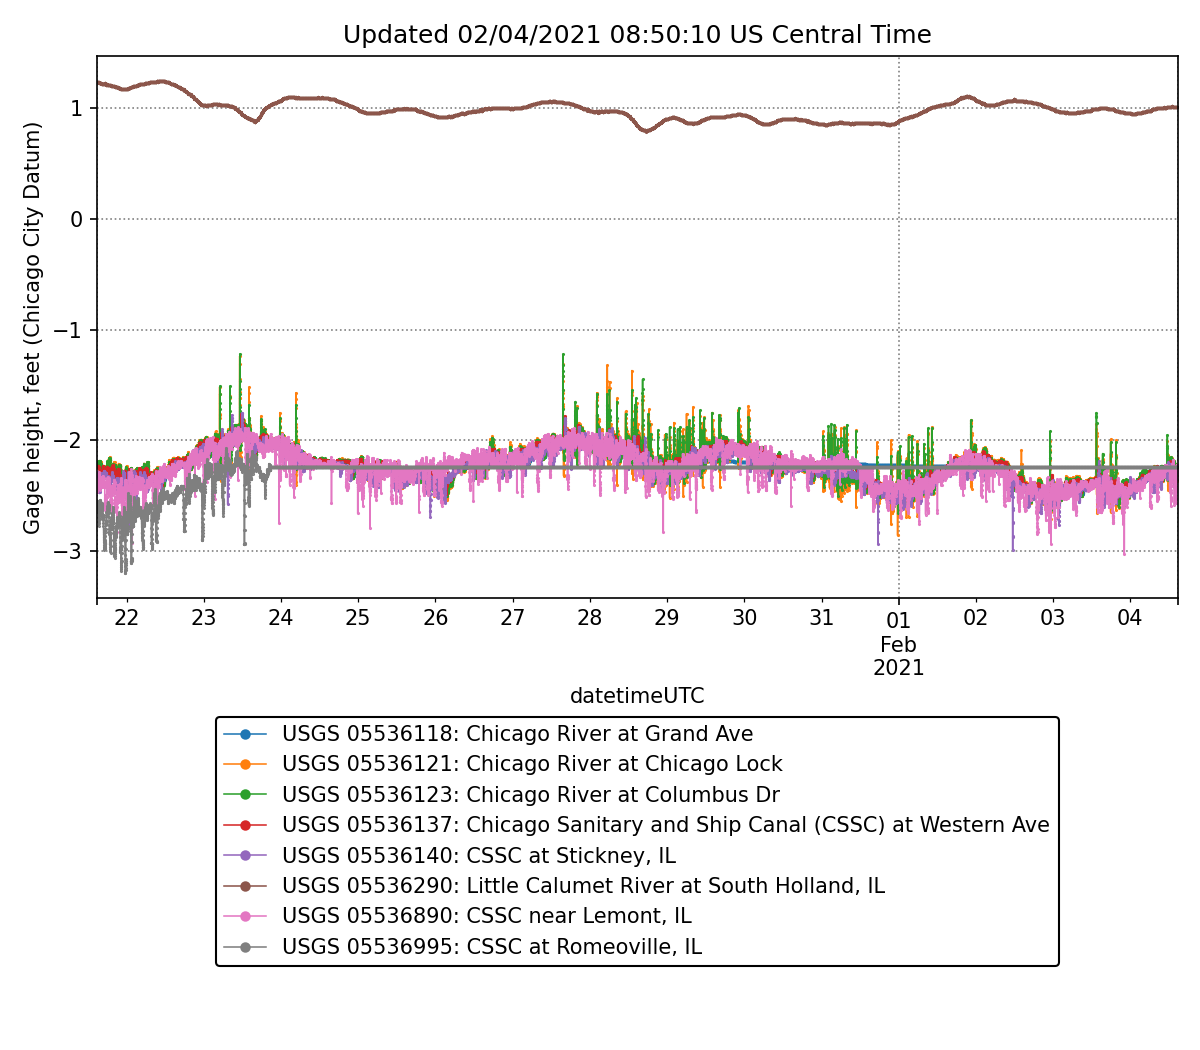 Updated 02/04/2021 08:50:10 US Central Time
Gage height, feet (Chicago City Datum)
1
0
−1
−2
−3
22 23 24 25 26 27 28 29 30 31 01 02 03 04
Feb
2021
datetimeUTC
USGS 05536118: Chicago River at Grand Ave
USGS 05536121: Chicago River at Chicago Lock
USGS 05536123: Chicago River at Columbus Dr
USGS 05536137: Chicago Sanitary and Ship Canal (CSSC) at Western Ave
USGS 05536140: CSSC at Stickney, IL
USGS 05536290: Little Calumet River at South Holland, IL
USGS 05536890: CSSC near Lemont, IL
USGS 05536995: CSSC at Romeoville, IL